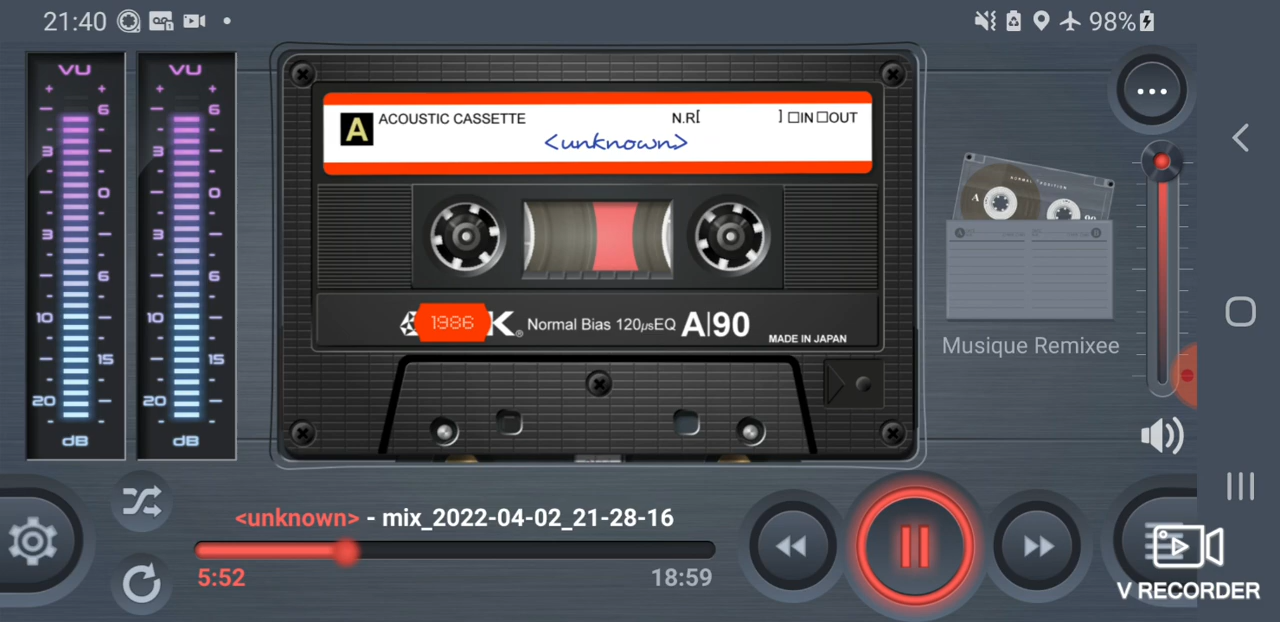 21:40
98%
VU
VU
+ +
+ +
6
6
3
3
0
0
3
3
6
6
10
10
15
15
20
20
dB
dB
A ACOUSTIC CASSETTE N.R[ ] □IN □OUT
<unknown>
1986 K® Normal Bias 120µsEQ A|90
MADE IN JAPAN
A
Musique Remixee
<unknown> - mix_2022-04-02_21-28-16
5:52
18:59
V RECORDER